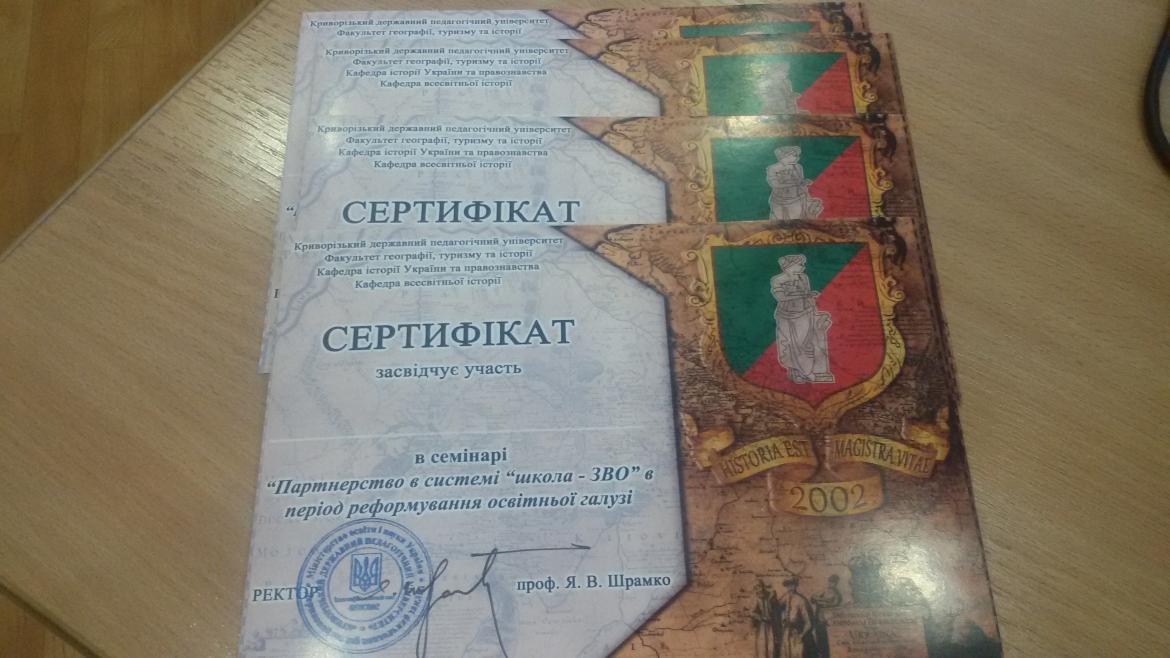 Криворізький державний педагогічний університет
Факультет географії, туризму та історії
Криворізький державний педагогічний університет
Факультет географії, туризму та історії
Кафедра історії України та правознавства
Кафедра всесвітньої історії
Криворізький державний педагогічний університет
Факультет географії, туризму та історії
Кафедра історії України та правознавства
Кафедра всесвітньої історії
СЕРТИФІКАТ
Криворізький державний педагогічний університет
Факультет географії, туризму та історії
Кафедра історії України та правознавства
Кафедра всесвітньої історії
СЕРТИФІКАТ
засвідчує участь
в семінарі
“Партнерство в системі “школа - ЗВО” в
період реформування освітньої галузі
РЕКТОР
проф. Я. В. Шрамко
HISTORIA EST MAGISTRA VITAE
2002